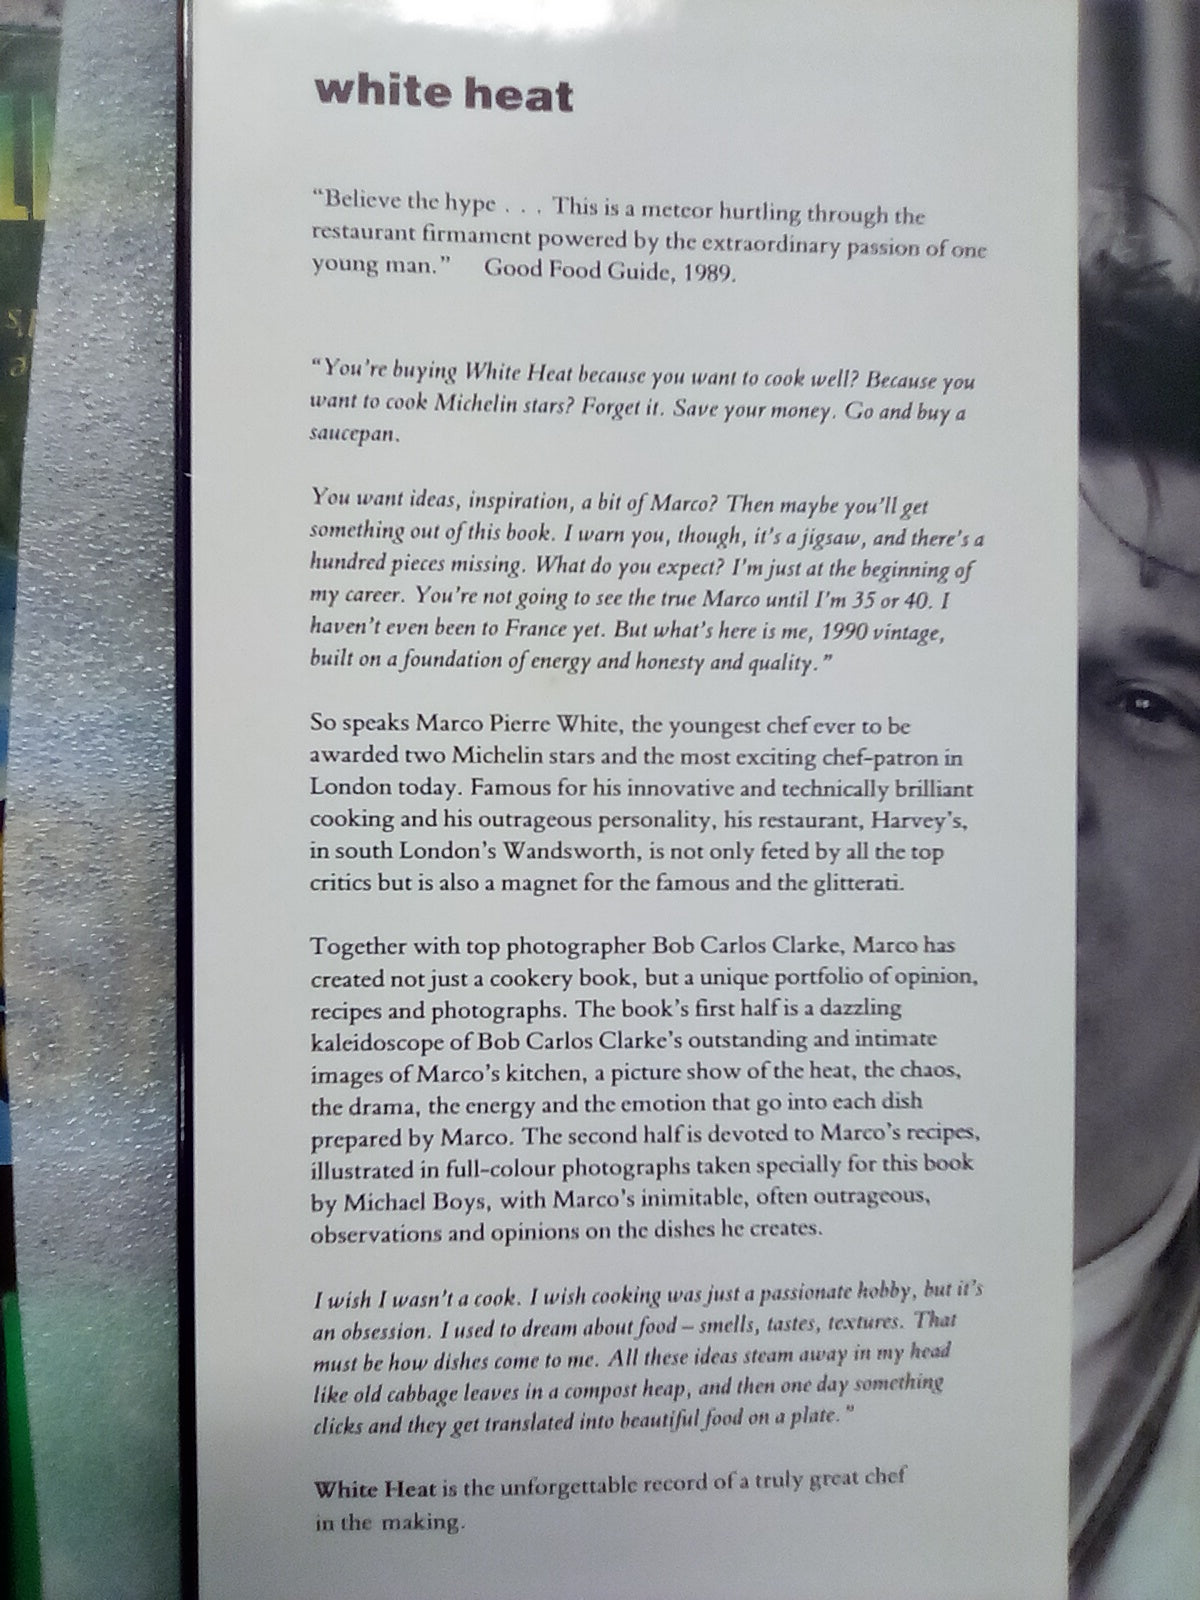 white heat
“Believe the hype . . . This is a meteor hurtling through the
restaurant firmament powered by the extraordinary passion of one
young man.” Good Food Guide, 1989.
“You’re buying White Heat because you want to cook well? Because you
want to cook Michelin stars? Forget it. Save your money. Go and buy a
saucepan.
You want ideas, inspiration, a bit of Marco? Then maybe you’ll get
something out of this book. I warn you, though, it’s a jigsaw, and there’s a
hundred pieces missing. What do you expect? I’m just at the beginning of
my career. You’re not going to see the true Marco until I’m 35 or 40. I
haven’t even been to France yet. But what’s here is me, 1990 vintage,
built on a foundation of energy and honesty and quality.”
So speaks Marco Pierre White, the youngest chef ever to be
awarded two Michelin stars and the most exciting chef-patron in
London today. Famous for his innovative and technically brilliant
cooking and his outrageous personality, his restaurant, Harvey’s,
in south London’s Wandsworth, is not only feted by all the top
critics but is also a magnet for the famous and the glitterati.
Together with top photographer Bob Carlos Clarke, Marco has
created not just a cookery book, but a unique portfolio of opinion,
recipes and photographs. The book’s first half is a dazzling
kaleidoscope of Bob Carlos Clarke’s outstanding and intimate
images of Marco’s kitchen, a picture show of the heat, the chaos,
the drama, the energy and the emotion that go into each dish
prepared by Marco. The second half is devoted to Marco’s recipes,
illustrated in full-colour photographs taken specially for this book
by Michael Boys, with Marco’s inimitable, often outrageous,
observations and opinions on the dishes he creates.
I wish I wasn’t a cook. I wish cooking was just a passionate hobby, but it’s
an obsession. I used to dream about food – smells, tastes, textures. That
must be how dishes come to me. All these ideas steam away in my head
like old cabbage leaves in a compost heap, and then one day something
clicks and they get translated into beautiful food on a plate.”
White Heat is the unforgettable record of a truly great chef
in the making.